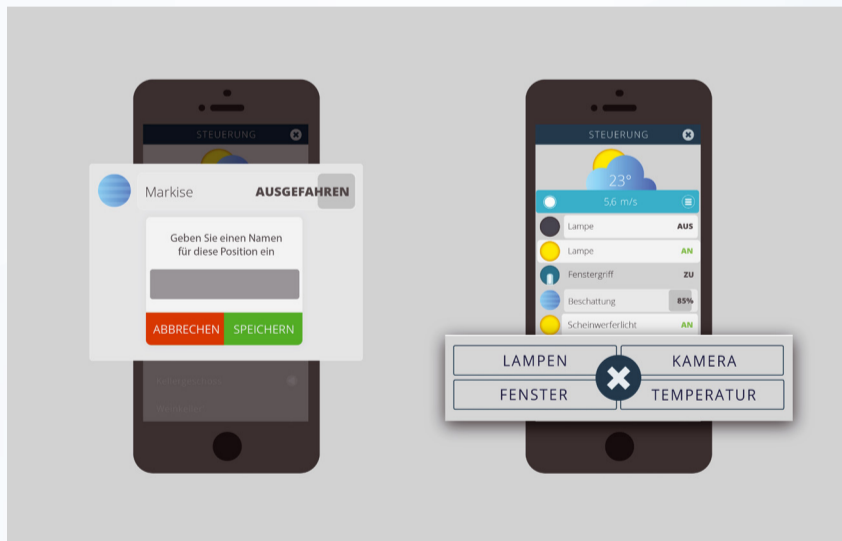 STEUERUNG
Markise AUSGEFAHREN
Geben Sie einen Namen
für diese Position ein
ABBRECHEN SPEICHERN
STEUERUNG
23°
5,6 m/s
Lampe AUS
Lampe AN
Fenstergriff ZU
Beschattung 85%
Scheinwerferlicht AN
LAMPEN KAMERA
FENSTER TEMPERATUR